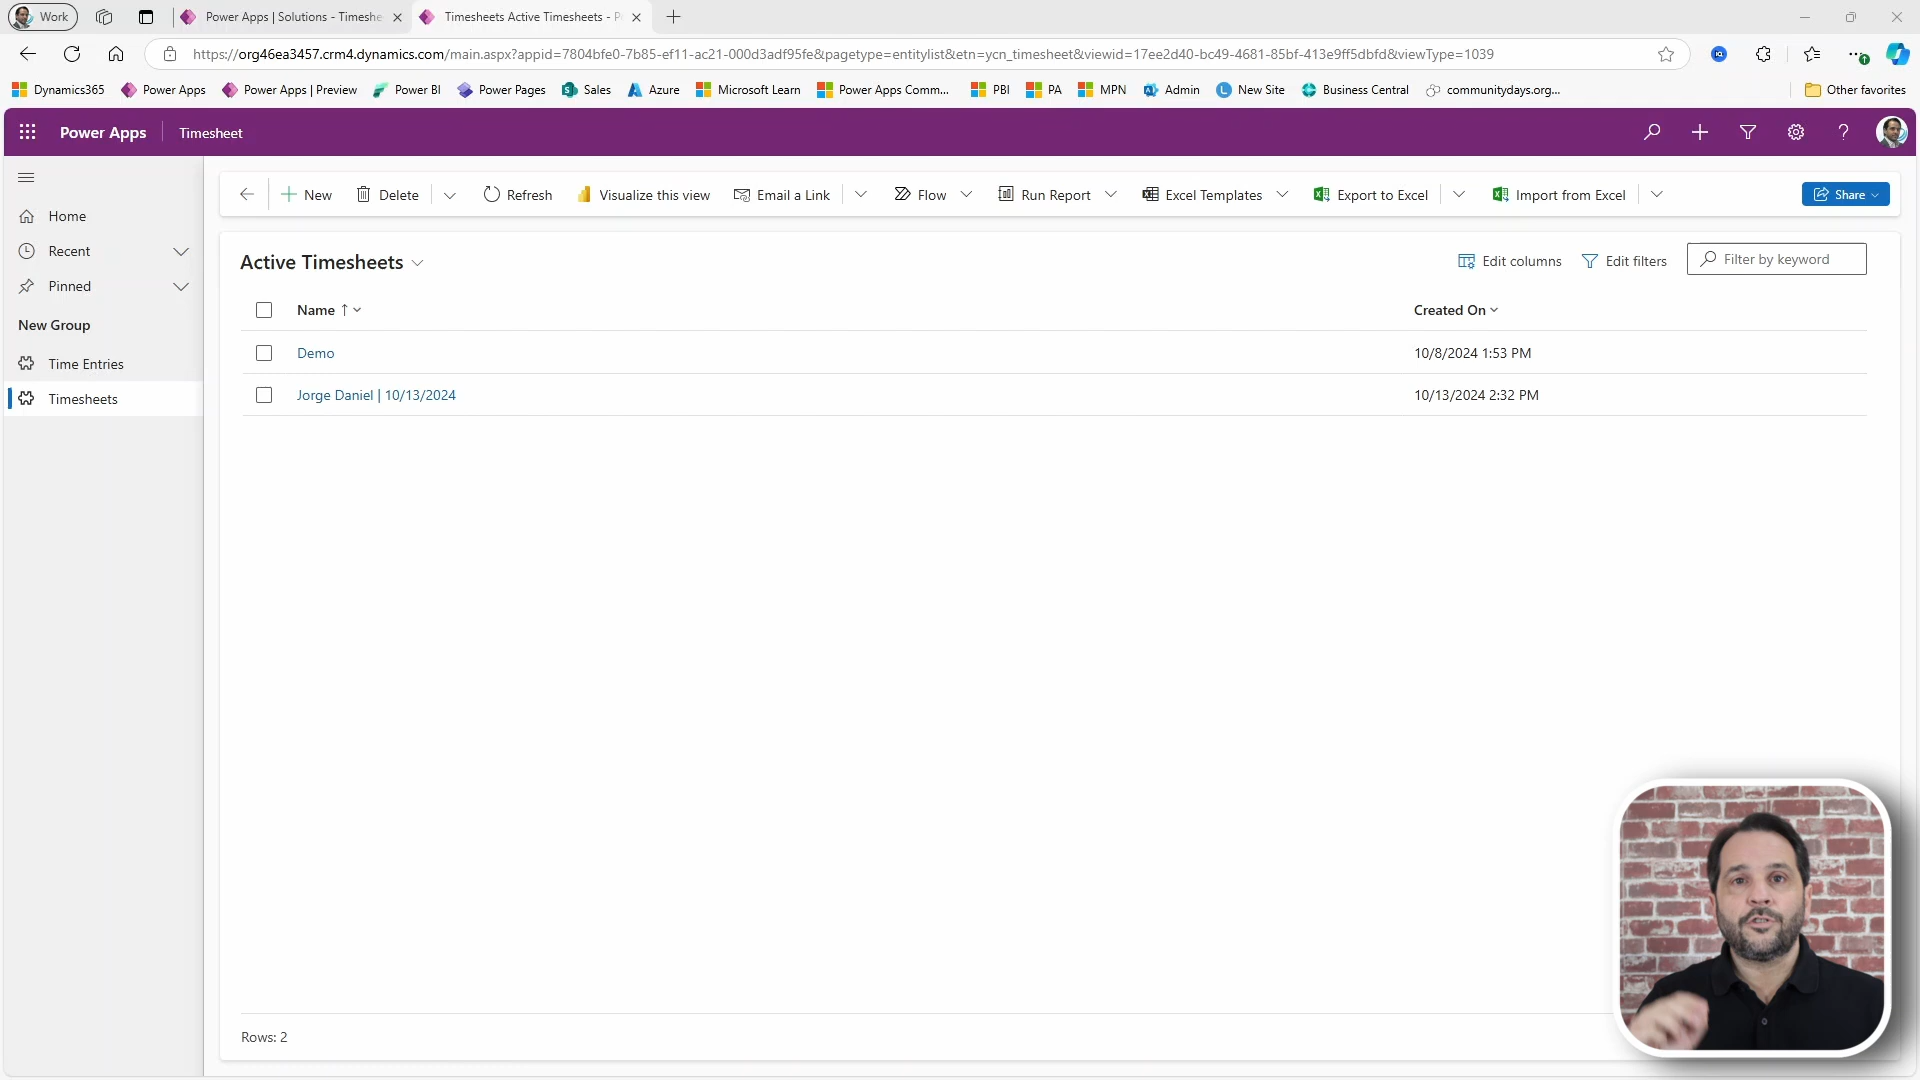 Work
Power Apps | Solutions - Timeshe
Timesheets Active Timesheets - P
https://org46ea3457.crm4.dynamics.com/main.aspx?appid=7804bfe0-7b85-ef11-ac21-000d3adf95fe&pagetype=entitylist&etn=ycn_timesheet&viewid=17ee2d40-bc49-4681-85bf-413e9ff5dbfd&viewType=1039
Dynamics365 Power Apps Power Apps | Preview Power BI Power Pages Sales Azure Microsoft Learn Power Apps Comm... PBI PA MPN Admin New Site Business Central communitydays.org... Other favorites
Power Apps Timesheet
New Delete Refresh Visualize this view Email a Link Flow Run Report Excel Templates Export to Excel Import from Excel Share
Home
Recent
Pinned
New Group
Time Entries
Timesheets
Active Timesheets Edit columns Edit filters Filter by keyword
Name Created On
Demo 10/8/2024 1:53 PM
Jorge Daniel | 10/13/2024 10/13/2024 2:32 PM
Rows: 2